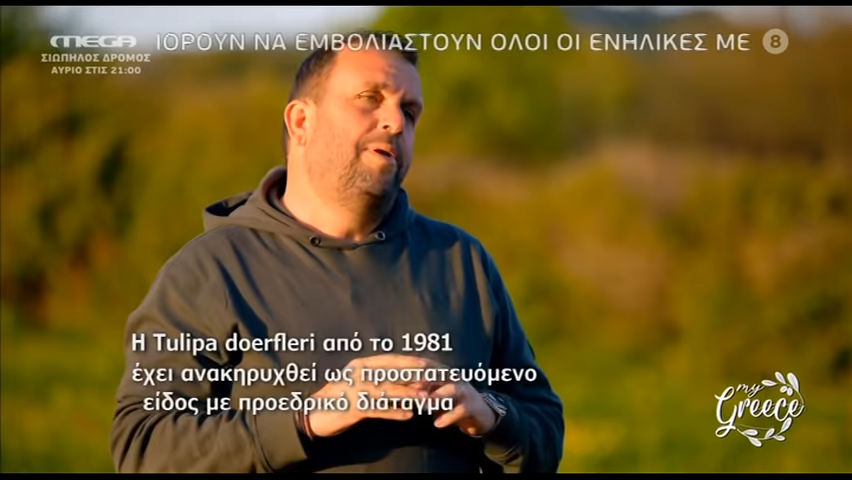 MEGA
ΣΙΩΠΗΛΟΣ ΔΡΟΜΟΣ
ΑΥΡΙΟ ΣΤΙΣ 21:00
ΙΟΡΟΥΝ ΝΑ ΕΜΒΟΛΙΑΣΤΟΥΝ ΟΛΟΙ ΟΙ ΕΝΗΛΙΚΕΣ ΜΕ
8
Η Tulipa doerfleri από το 1981
έχει ανακηρυχθεί ως προστατευόμενο
είδος με προεδρικό διάταγμα
my
Greece